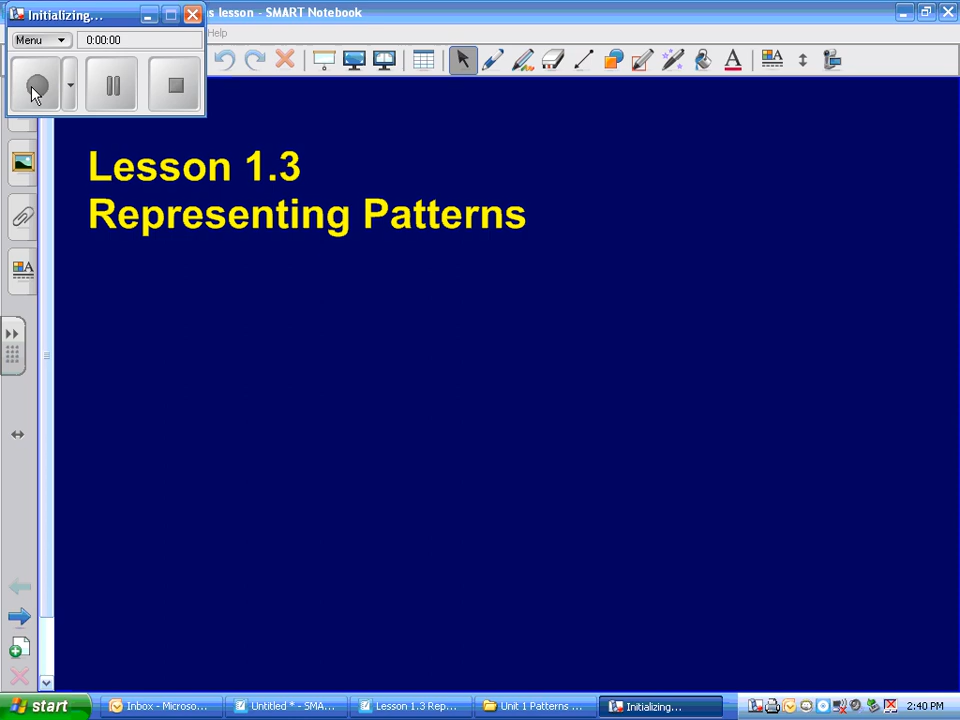 Initializing...
s lesson - SMART Notebook
Menu
0:00:00
Help
Lesson 1.3
Representing Patterns
start
Inbox - Microso...
Untitled * - SMA...
Lesson 1.3 Rep...
Unit 1 Patterns ...
Initializing...
2:40 PM